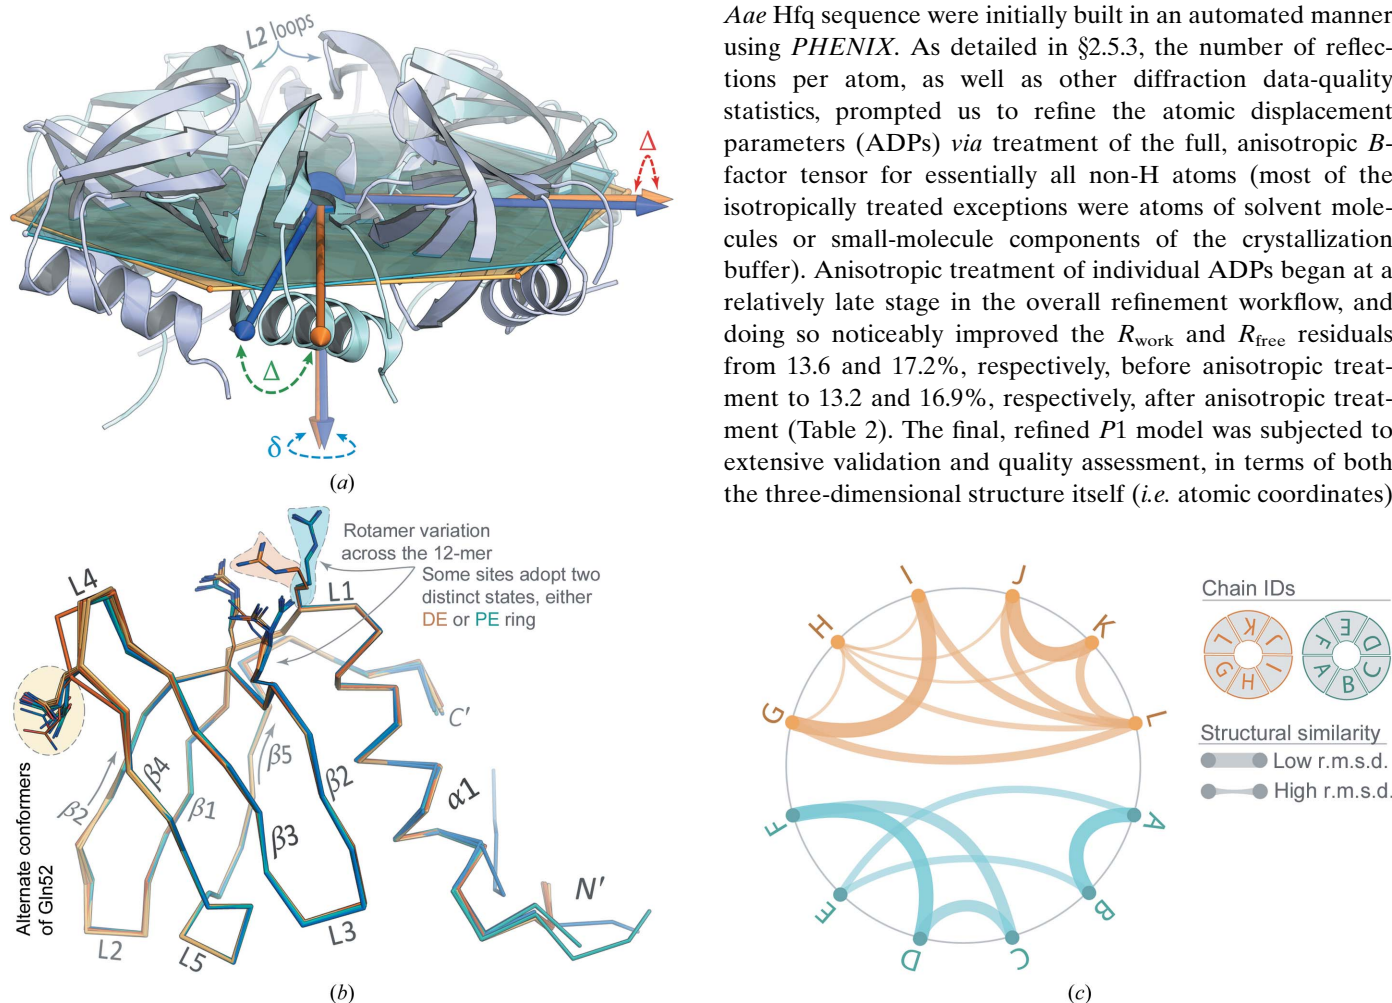 L2 loops
Δ
Δ
δ
(a)
Aae Hfq sequence were initially built in an automated manner
using PHENIX. As detailed in §2.5.3, the number of reflec-
tions per atom, as well as other diffraction data-quality
statistics, prompted us to refine the atomic displacement
parameters (ADPs) via treatment of the full, anisotropic B-
factor tensor for essentially all non-H atoms (most of the
isotropically treated exceptions were atoms of solvent mole-
cules or small-molecule components of the crystallization
buffer). Anisotropic treatment of individual ADPs began at a
relatively late stage in the overall refinement workflow, and
doing so noticeably improved the Rwork and Rfree residuals
from 13.6 and 17.2%, respectively, before anisotropic treat-
ment to 13.2 and 16.9%, respectively, after anisotropic treat-
ment (Table 2). The final, refined P1 model was subjected to
extensive validation and quality assessment, in terms of both
the three-dimensional structure itself (i.e. atomic coordinates)
Rotamer variation
across the 12-mer
Some sites adopt two
distinct states, either
DE or PE ring
L4
L1
C′
β5
β4
β2
α1
β2
β1
β3
N′
Alternate conformers
of Gln52
L2
L5
L3
(b)
I
J
H
K
G
L
F
A
E
B
D
C
Chain IDs
K
J
I
H
G
L
E
D
C
B
A
F
Structural similarity
Low r.m.s.d.
High r.m.s.d.
(c)